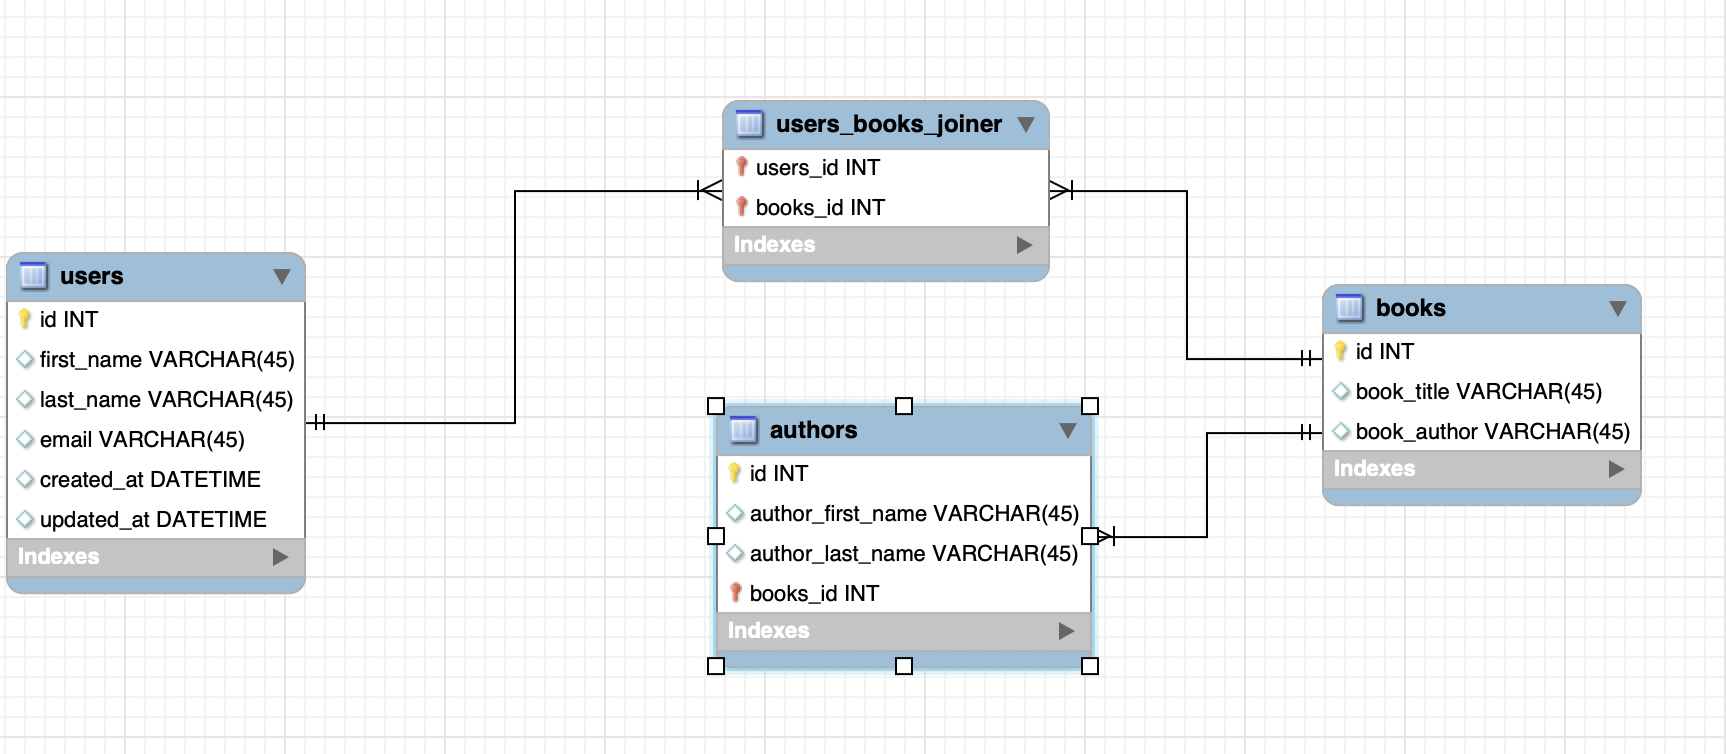 users_books_joiner
users_id INT
books_id INT
Indexes
users
id INT
first_name VARCHAR(45)
last_name VARCHAR(45)
email VARCHAR(45)
created_at DATETIME
updated_at DATETIME
Indexes
books
id INT
book_title VARCHAR(45)
book_author VARCHAR(45)
Indexes
authors
id INT
author_first_name VARCHAR(45)
author_last_name VARCHAR(45)
books_id INT
Indexes